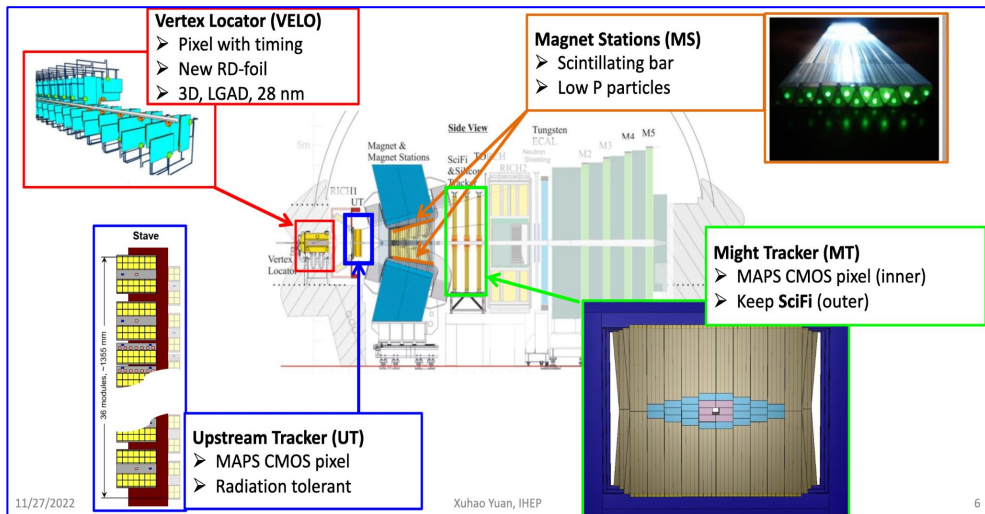 Vertex Locator (VELO)
➢ Pixel with timing
➢ New RD-foil
➢ 3D, LGAD, 28 nm
Magnet Stations (MS)
➢ Scintillating bar
➢ Low P particles
5m
Side View
Magnet &
Magnet Stations
SciFi
& Silicon
Tracker
Tungsten
ECAL
Neutron
Shielding
M2
M3
M4
M5
RICH2
RICH1
UT
Vertex
Locator
Stave
36 modules, ~1355 mm
Might Tracker (MT)
➢ MAPS CMOS pixel (inner)
➢ Keep SciFi (outer)
Upstream Tracker (UT)
➢ MAPS CMOS pixel
➢ Radiation tolerant
11/27/2022
Xuhao Yuan, IHEP
6